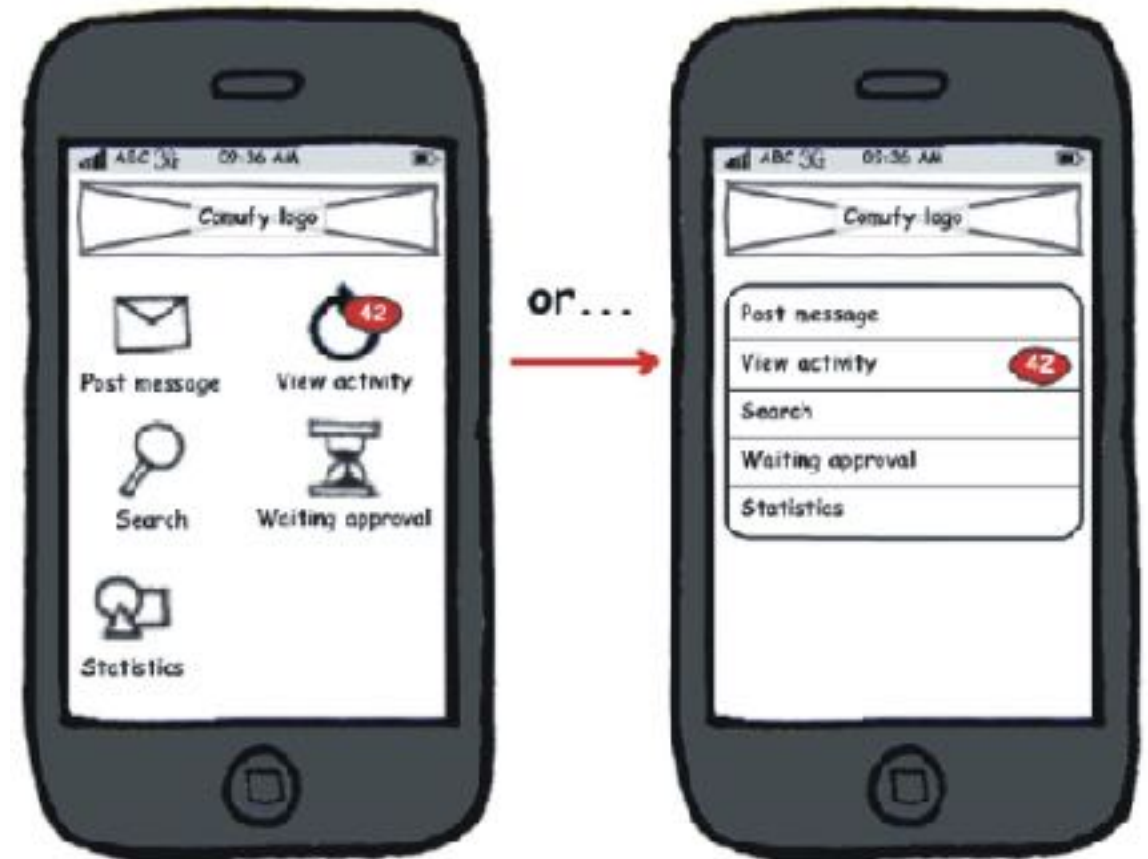 ABC 3G 09:36 AM
Comufy logo
42
Post message View activity
Search Waiting approval
Statistics
or...
ABC 3G 09:36 AM
Comufy logo
Post message
View activity 42
Search
Waiting approval
Statistics